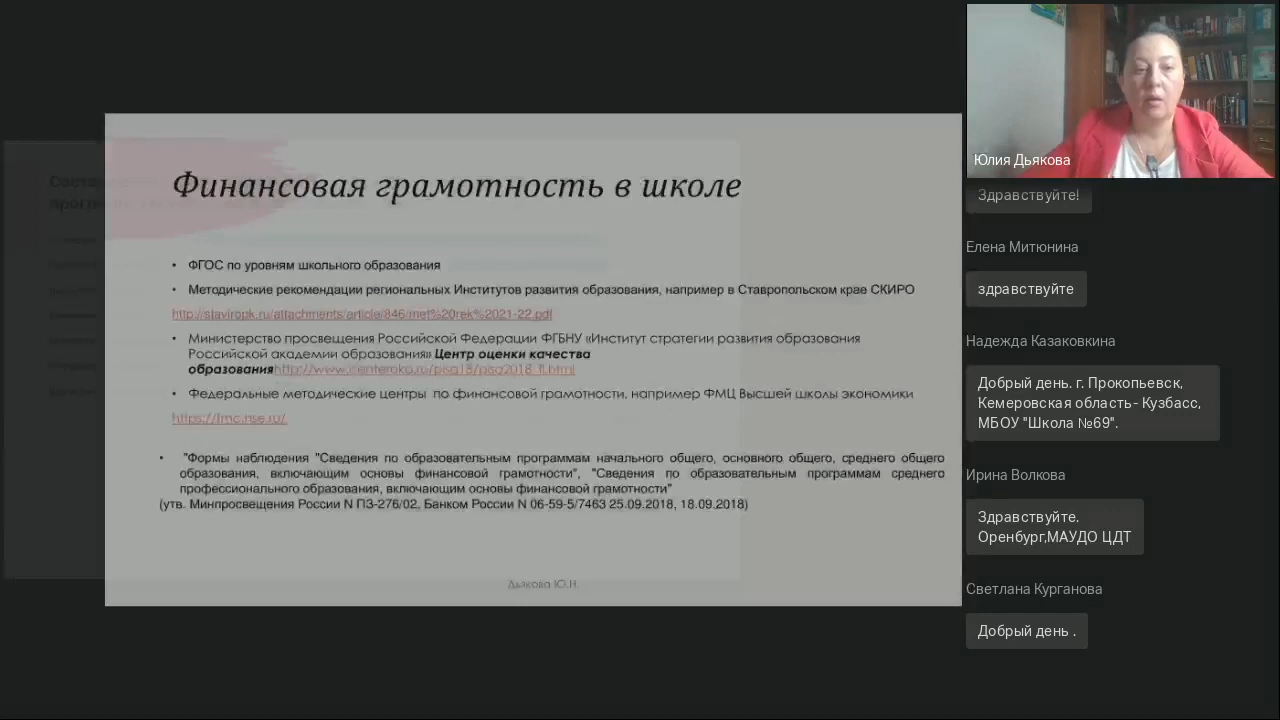 Финансовая грамотность в школе
• ФГОС по уровням школьного образования
• Методические рекомендации региональных Институтов развития образования, например в Ставропольском крае СКИРО
http://staviropk.ru/attachments/article/846/met%20rek%2021-22.pdf
• Министерство просвещения Российской Федерации ФГБНУ «Институт стратегии развития образования
Российской академии образования» Центр оценки качества
образования
• Федеральные методические центры по финансовой грамотности, например ФМЦ Высшей школы экономики
https://fmc.hse.ru/
• "Формы наблюдения "Сведения по образовательным программам начального общего, основного общего, среднего общего
образования, включающим основы финансовой грамотности", "Сведения по образовательным программам среднего
профессионального образования, включающим основы финансовой грамотности"
(утв. Минпросвещения России N ПЗ-276/02, Банком России N 06-59-5/7463 25.09.2018, 18.09.2018)
Дьякова Ю.Н.
Юлия Дьякова
Здравствуйте!
Елена Митюнина
здравствуйте
Надежда Казаковкина
Добрый день. г. Прокопьевск,
Кемеровская область- Кузбасс,
МБОУ "Школа №69".
Ирина Волкова
Здравствуйте.
Оренбург,МАУДО ЦДТ
Светлана Курганова
Добрый день .